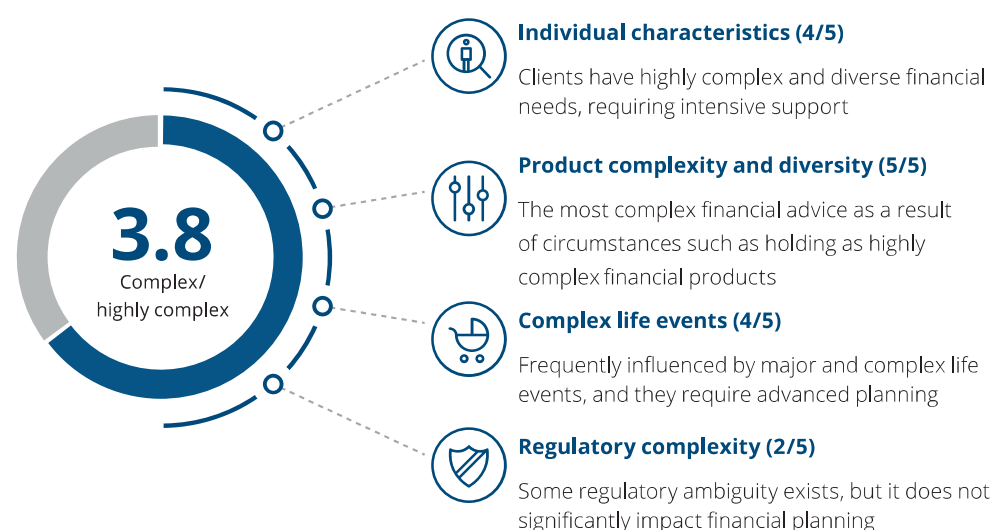 3.8
Complex/
highly complex
Individual characteristics (4/5)
Clients have highly complex and diverse financial
needs, requiring intensive support
Product complexity and diversity (5/5)
The most complex financial advice as a result
of circumstances such as holding as highly
complex financial products
Complex life events (4/5)
Frequently influenced by major and complex life
events, and they require advanced planning
Regulatory complexity (2/5)
Some regulatory ambiguity exists, but it does not
significantly impact financial planning